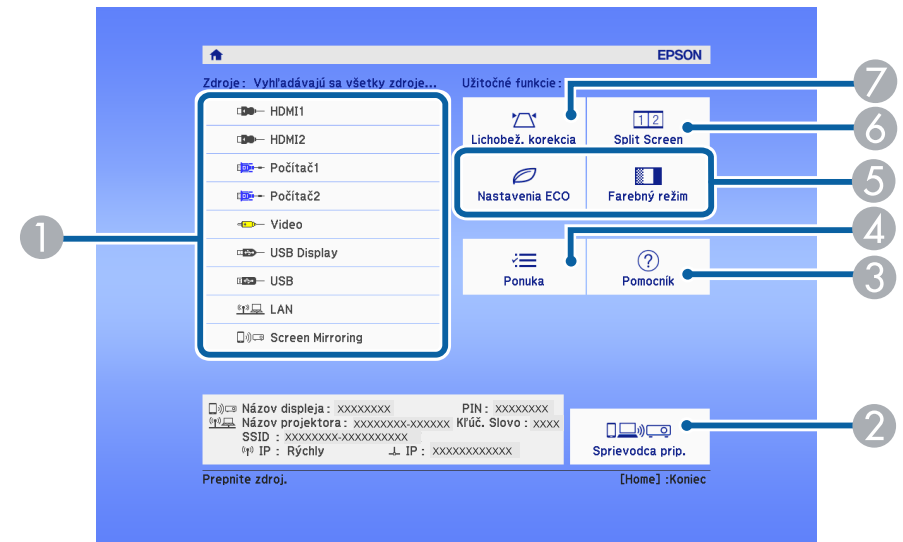 EPSON
Zdroje: Vyhľadávajú sa všetky zdroje...
Užitočné funkcie:
HDMI1
HDMI2
Počítač1
Počítač2
Video
USB Display
USB
LAN
Screen Mirroring
Lichobež. korekcia
1 2
Split Screen
Nastavenia ECO
Farebný režim
Ponuka
?
Pomocník
Názov displeja: XXXXXXXX PIN: XXXXXXXX
Názov projektora: XXXXXXXX-XXXXXX Kľúč. Slovo: XXXX
SSID : XXXXXXXX-XXXXXXXXXX
IP : Rýchly IP : XXXXXXXXXXXX
Sprievodca prip.
Prepnite zdroj.
[Home] :Koniec
1
7
6
5
4
3
2